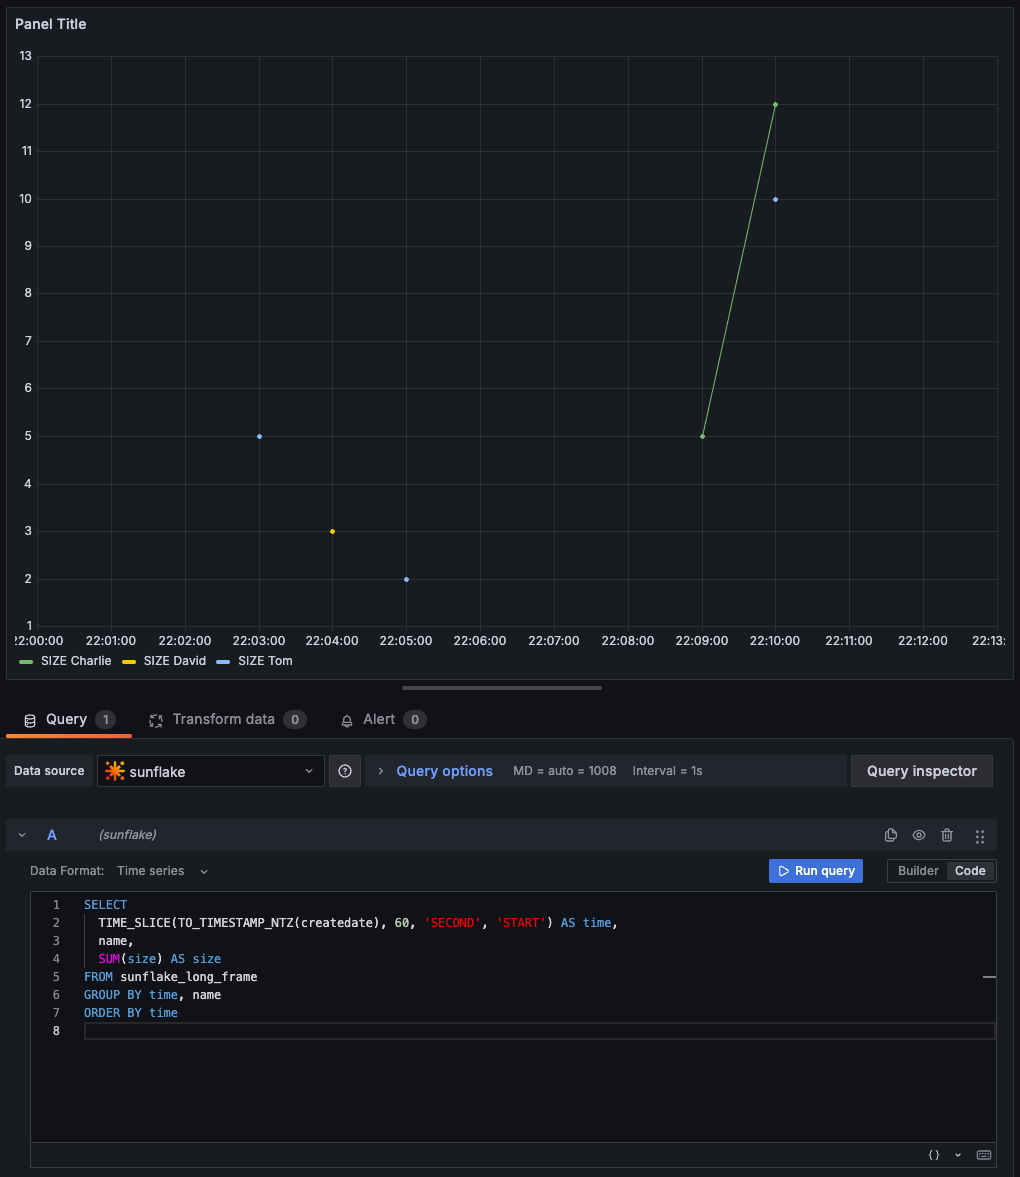 Panel Title
13
12
11
10
9
8
7
6
5
4
3
2
1
22:00:00 22:01:00 22:02:00 22:03:00 22:04:00 22:05:00 22:06:00 22:07:00 22:08:00 22:09:00 22:10:00 22:11:00 22:12:00 22:13:
SIZE Charlie SIZE David SIZE Tom
Query 1 Transform data 0 Alert 0
Data source sunflake Query options MD = auto = 1008 Interval = 1s Query inspector
A (sunflake)
Data Format: Time series Run query Builder Code
1 SELECT
2 TIME_SLICE(TO_TIMESTAMP_NTZ(createdate), 60, 'SECOND', 'START') AS time,
3 name,
4 SUM(size) AS size
5 FROM sunflake_long_frame
6 GROUP BY time, name
7 ORDER BY time
8
{}